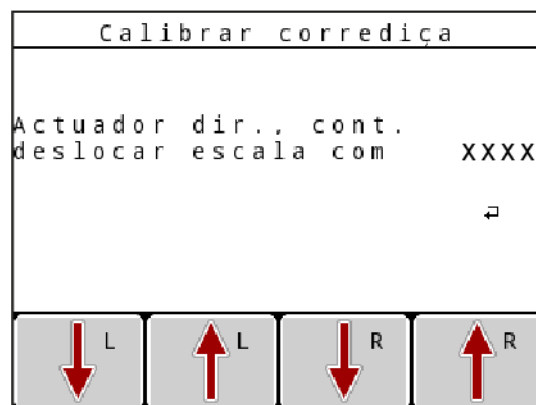 Calibrar corrediça
Actuador dir., cont.
deslocar escala com XXXX
L L R R